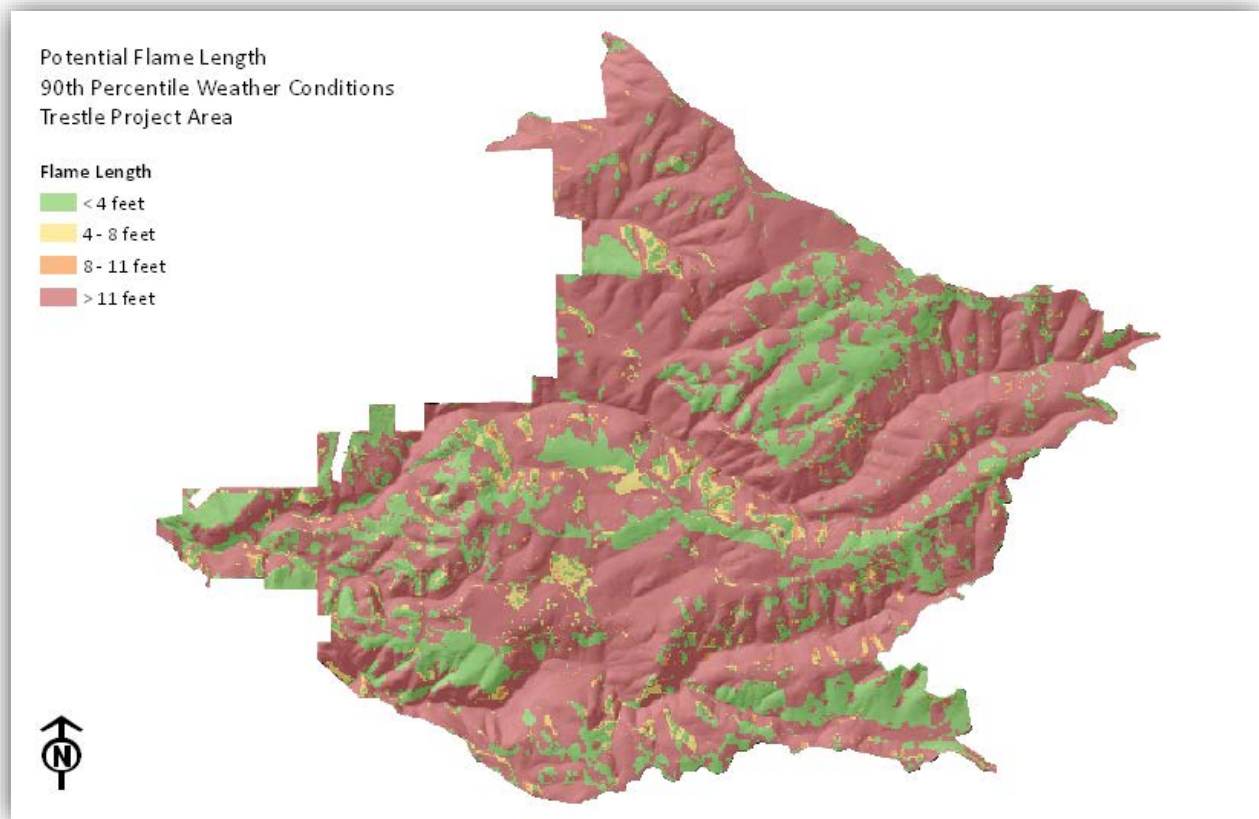 Potential Flame Length
90th Percentile Weather Conditions
Trestle Project Area
Flame Length
< 4 feet
4 - 8 feet
8 - 11 feet
> 11 feet
N